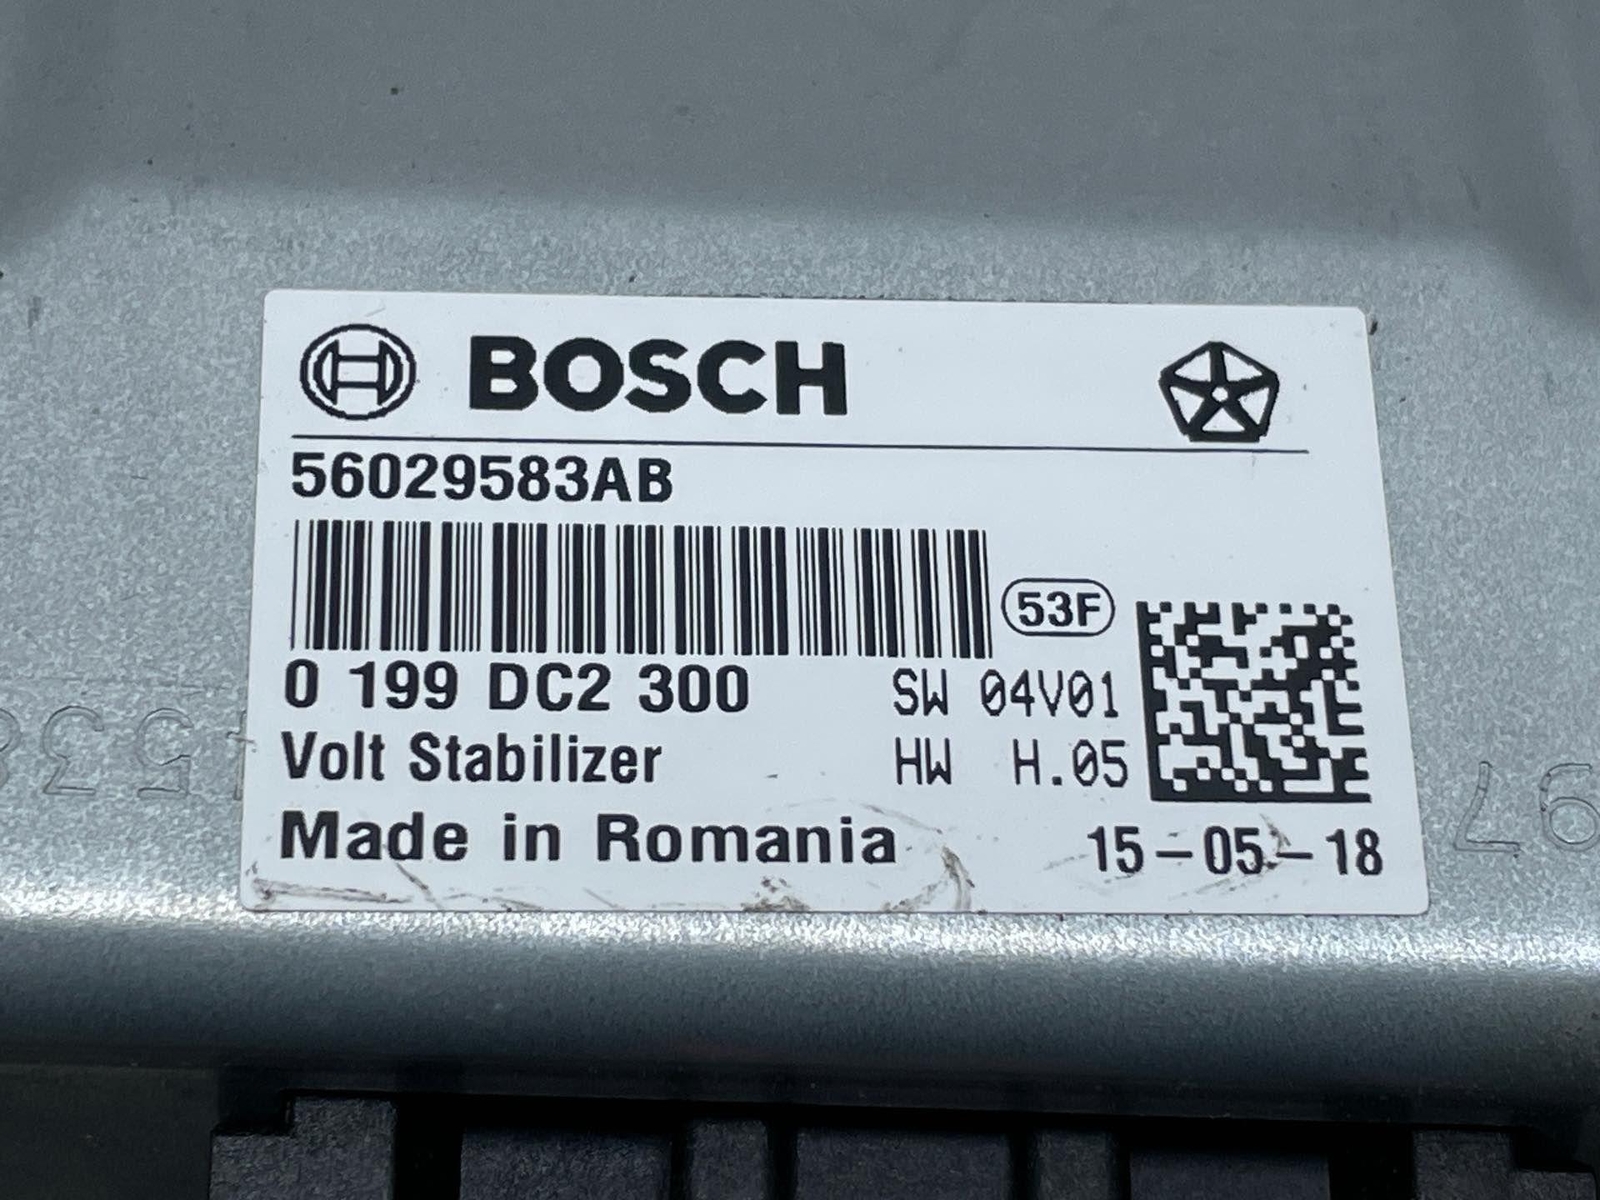 BOSCH
56029583AB
53F
0 199 DC2 300
SW 04V01
Volt Stabilizer
HW H.05
Made in Romania
15-05-18
97